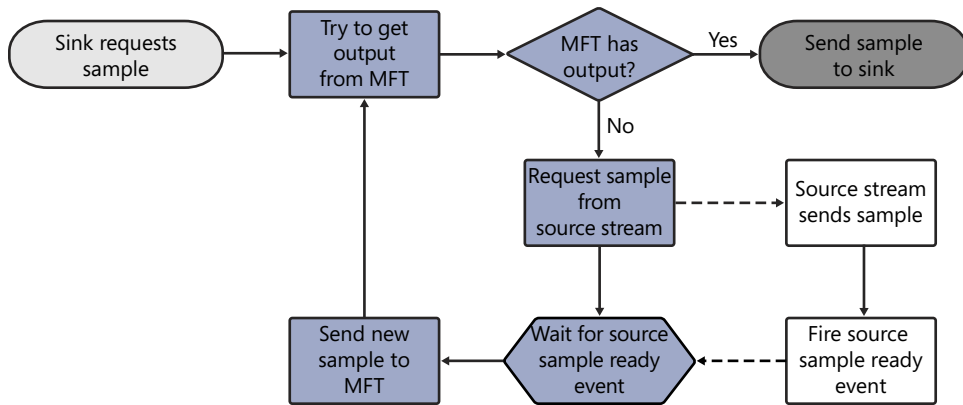 Sink requests
sample
Try to get
output
from MFT
MFT has
output?
Yes
Send sample
to sink
No
Request sample
from
source stream
Source stream
sends sample
Send new
sample to
MFT
Wait for source
sample ready
event
Fire source
sample ready
event